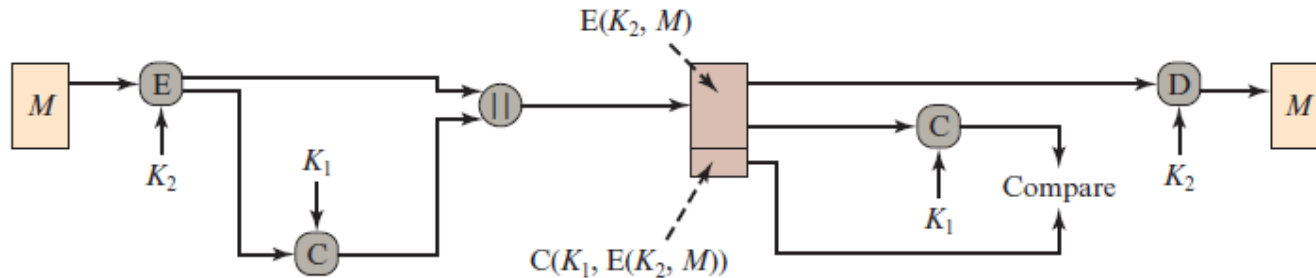 E(K₂, M)
M
E
||
D
M
C
K₂
K₁
Compare
K₂
K₁
C
C(K₁, E(K₂, M))